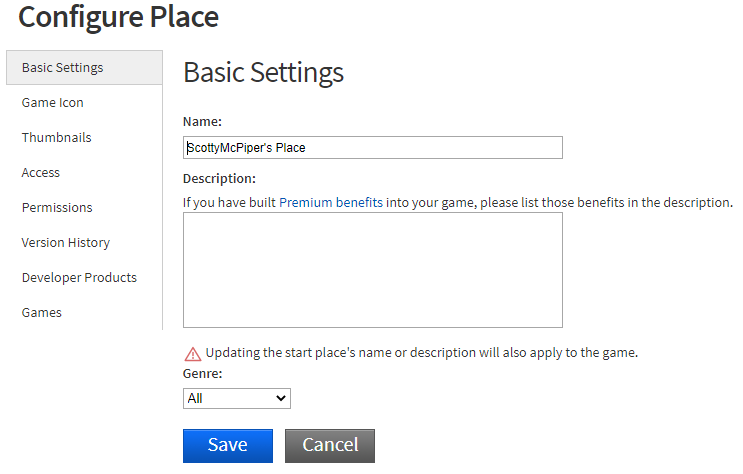 Configure Place
Basic Settings
Game Icon
Thumbnails
Access
Permissions
Version History
Developer Products
Games
Basic Settings
Name:
ScottyMcPiper's Place
Description:
If you have built Premium benefits into your game, please list those benefits in the description.
Updating the start place's name or description will also apply to the game.
Genre:
All
Save Cancel